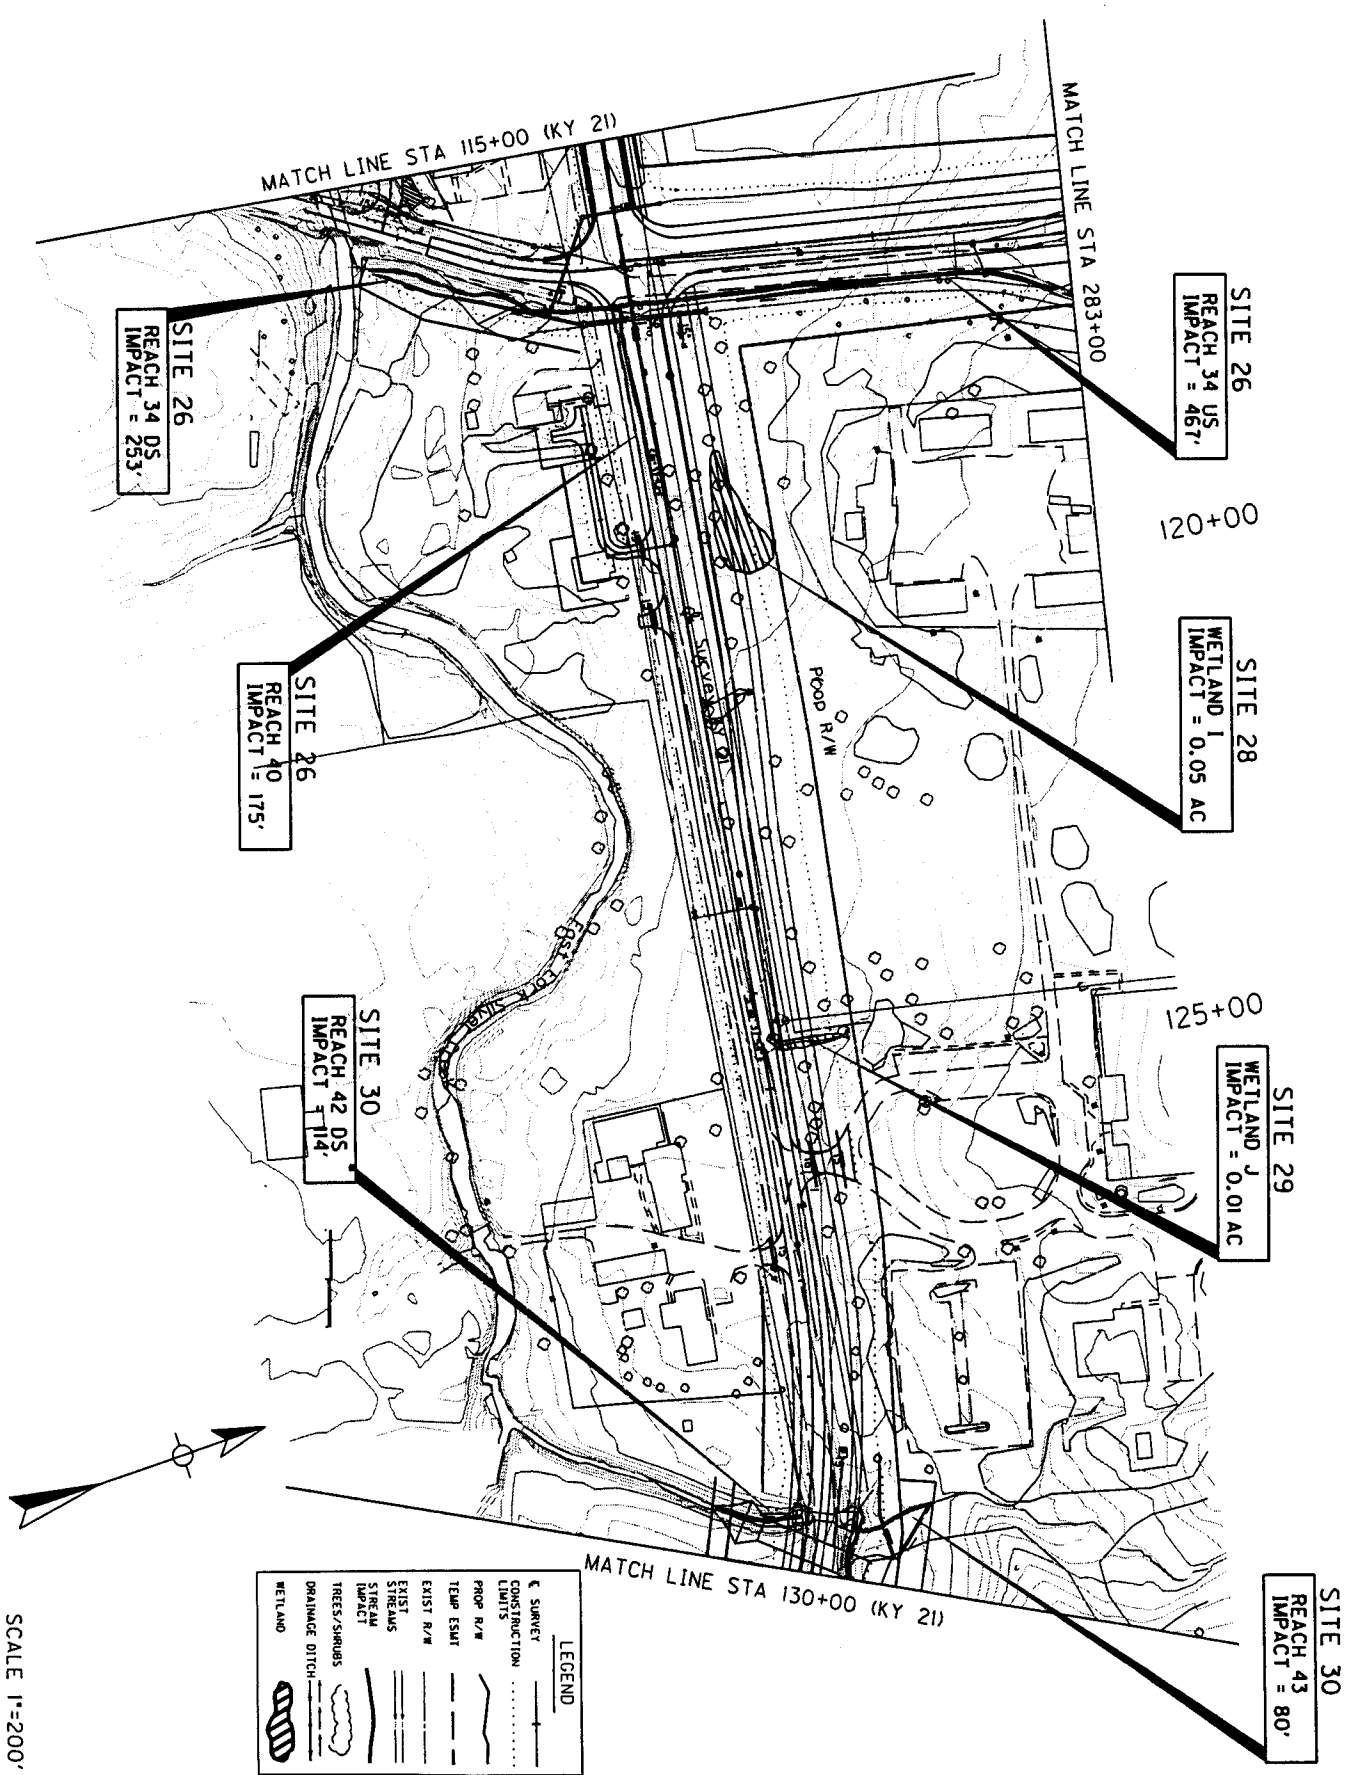 MATCH LINE STA 115+00 (KY 21)
MATCH LINE STA 283+00
SITE 26
REACH 34 US
IMPACT = 467'
SITE 26
REACH 34 DS
IMPACT = 253'
120+00
SITE 28
WETLAND I
IMPACT = 0.05 AC
POOP R/W
SITE 26
REACH 40
IMPACT = 175'
East Fork
125+00
SITE 29
WETLAND J
IMPACT = 0.01 AC
SITE 30
REACH 42 DS
IMPACT = 114'
SITE 30
REACH 43
IMPACT = 80'
MATCH LINE STA 130+00 (KY 21)
LEGEND
℄ SURVEY
CONSTRUCTION
LIMITS
PROP R/W
TEMP ESMT
EXIST R/W
EXIST
STREAMS
STREAM
IMPACT
TREES/SHRUBS
DRAINAGE DITCH
WETLAND
SCALE 1"=200'